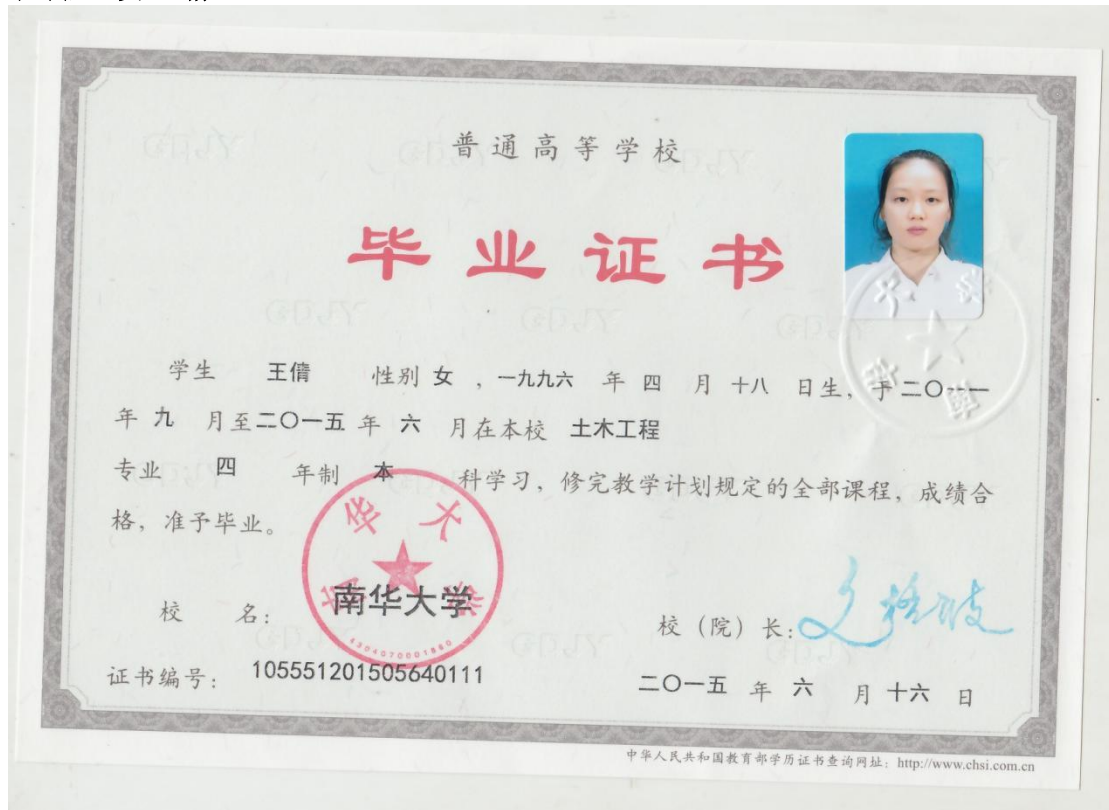 普通高等学校
毕业证书
学生 王倩 性别 女 ，一九九六 年 四 月 十八 日生，于二〇一一
年 九 月至二〇一五 年 六 月在本校 土木工程
专业 四 年制 本 科学习，修完教学计划规定的全部课程，成绩合
格，准予毕业。
南华大学
校 名： 南华大学
4304070001880
校（院）长：
证书编号： 105551201505640111
二〇一五 年 六 月 十六 日
中华人民共和国教育部学历证书查询网址：http://www.chsi.com.cn